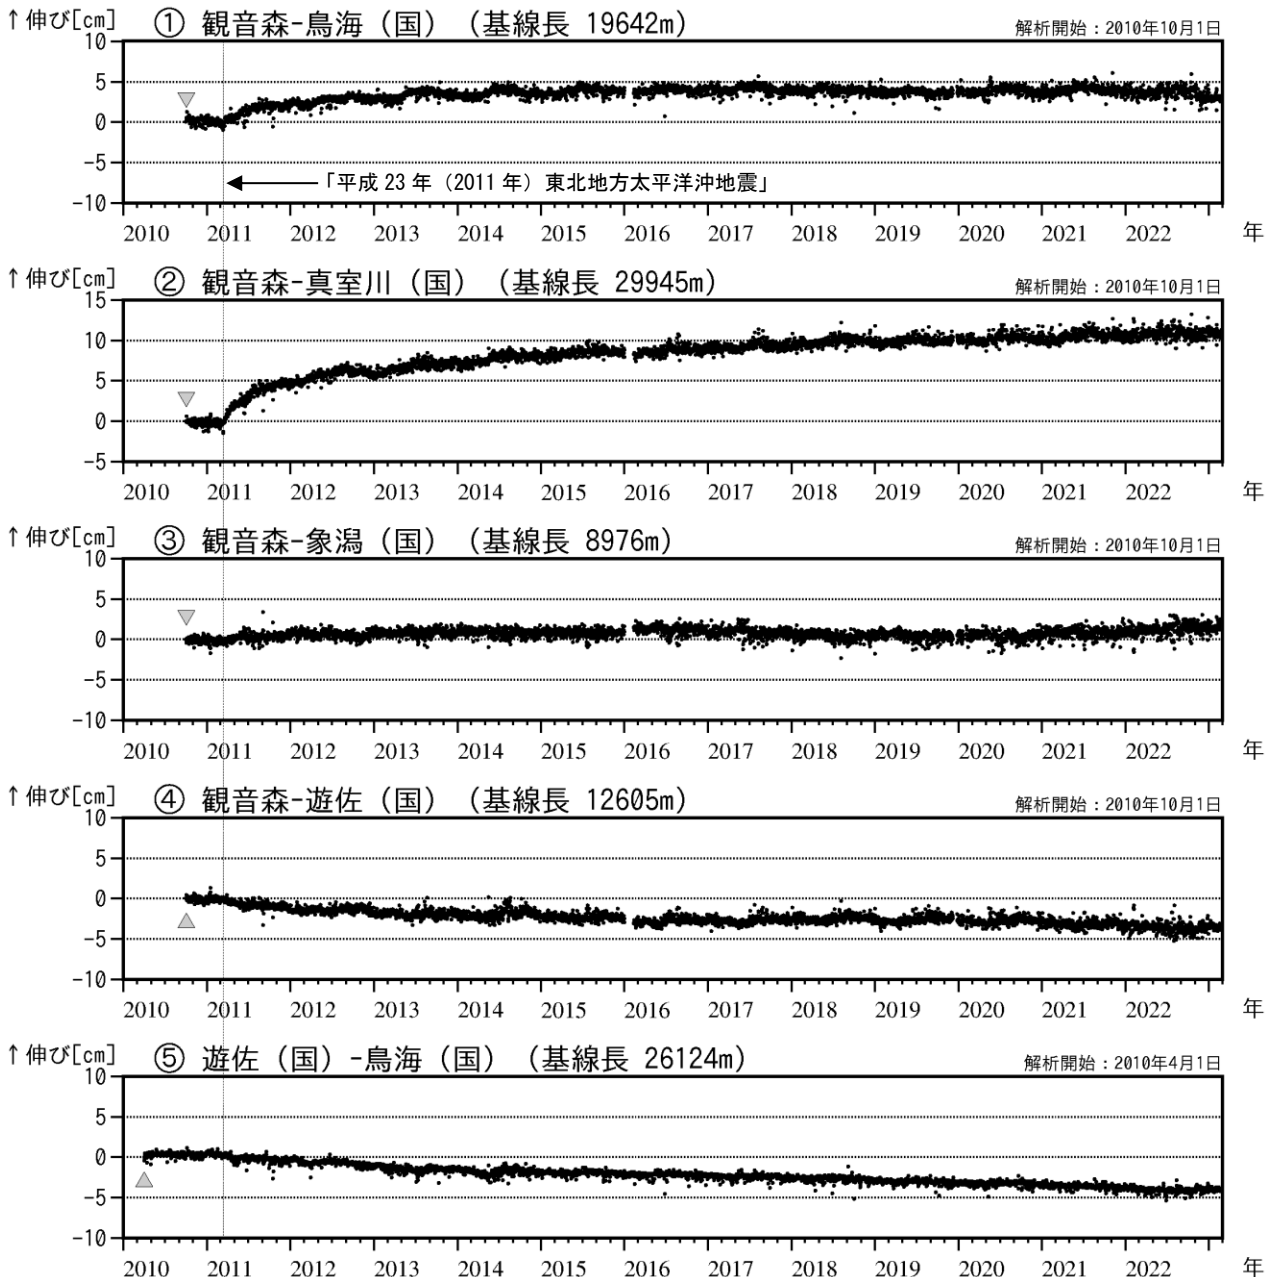 ↑伸び[cm] ① 観音森-鳥海（国）（基線長 19642m） 解析開始：2010年10月1日
10
5
0
-5
「平成 23 年（2011 年）東北地方太平洋沖地震」
-10
2010 2011 2012 2013 2014 2015 2016 2017 2018 2019 2020 2021 2022 年
↑伸び[cm] ② 観音森-真室川（国）（基線長 29945m） 解析開始：2010年10月1日
15
10
5
0
-5
2010 2011 2012 2013 2014 2015 2016 2017 2018 2019 2020 2021 2022 年
↑伸び[cm] ③ 観音森-象潟（国）（基線長 8976m） 解析開始：2010年10月1日
10
5
0
-5
-10
2010 2011 2012 2013 2014 2015 2016 2017 2018 2019 2020 2021 2022 年
↑伸び[cm] ④ 観音森-遊佐（国）（基線長 12605m） 解析開始：2010年10月1日
10
5
0
-5
-10
2010 2011 2012 2013 2014 2015 2016 2017 2018 2019 2020 2021 2022 年
↑伸び[cm] ⑤ 遊佐（国）-鳥海（国）（基線長 26124m） 解析開始：2010年4月1日
10
5
0
-5
-10
2010 2011 2012 2013 2014 2015 2016 2017 2018 2019 2020 2021 2022 年